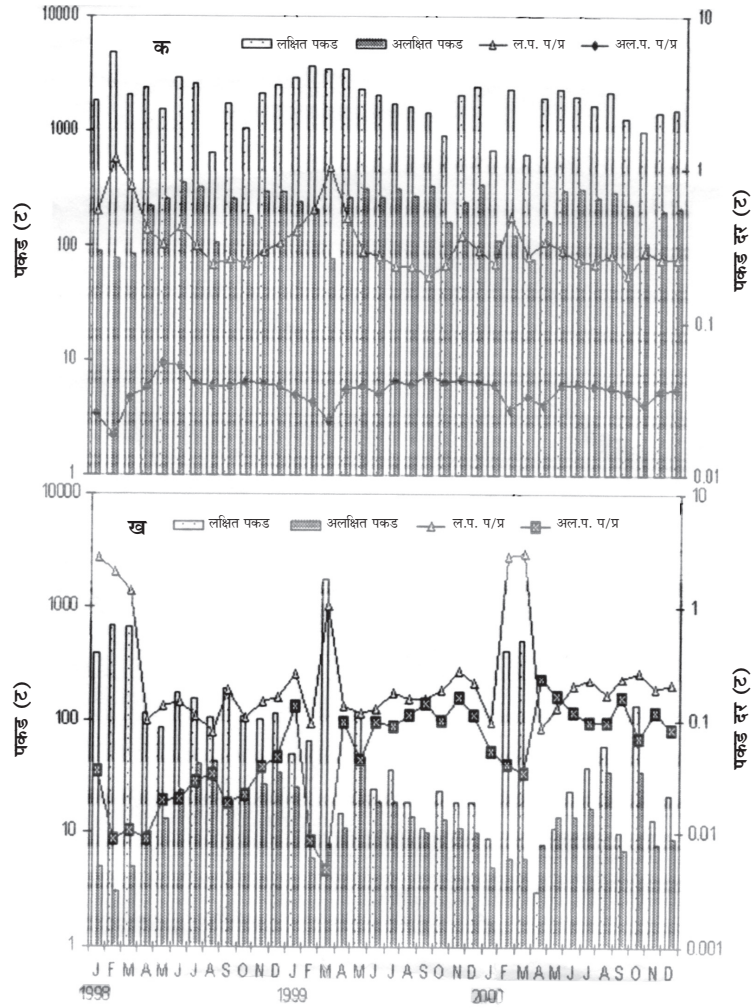 10000
10
क
लक्षित पकड
अलक्षित पकड
ल.प. प/प्र
अल.प. प/प्र
1000
1
100
0.1
10
1
0.01
पकड (ट)
पकड दर (ट)
10000
10
ख
लक्षित पकड
अलक्षित पकड
ल.प. प/प्र
अल.प. प/प्र
1000
1
100
0.1
10
0.01
1
0.001
पकड (ट)
पकड दर (ट)
J F M A M J J A S O N D J F M A M J J A S O N D J F M A M J J A S O N D
1998 1999 2000